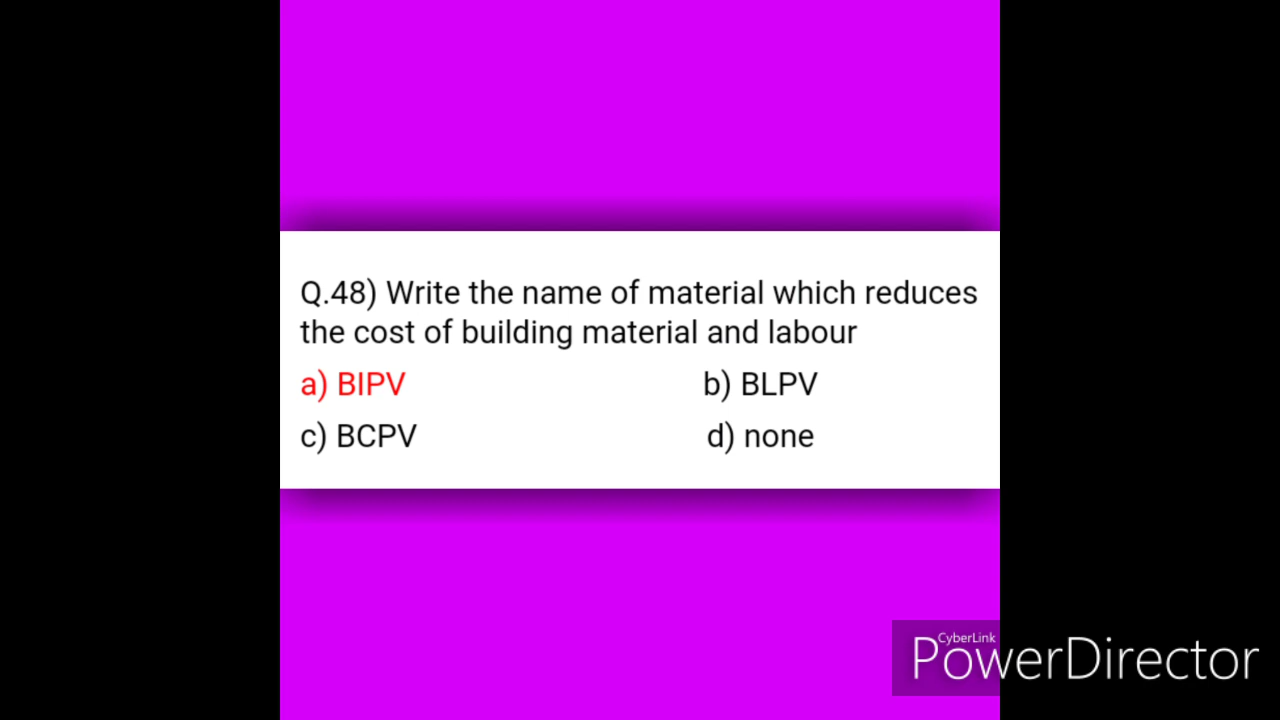 Q.48) Write the name of material which reduces
the cost of building material and labour
a) BIPV b) BLPV
c) BCPV d) none
CyberLink
PowerDirector